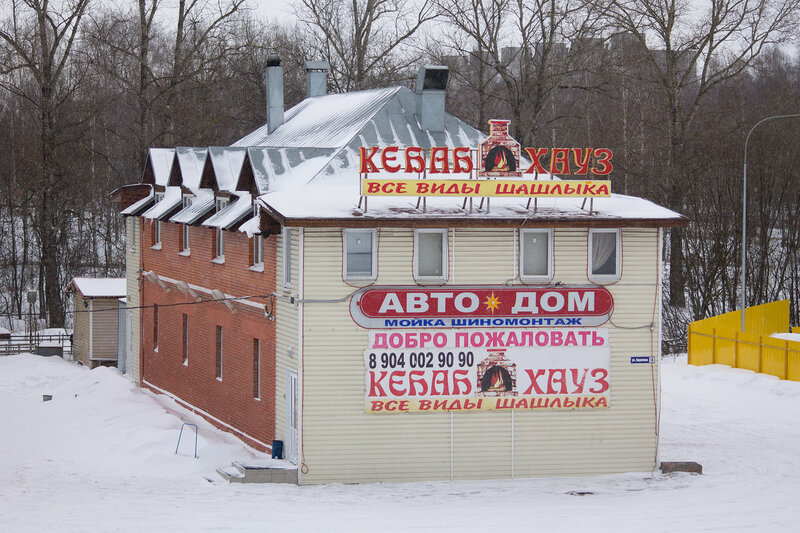 КЕБАБ ХАУЗ
ВСЕ ВИДЫ ШАШЛЫКА
АВТО ДОМ
МОЙКА ШИНОМОНТАЖ
ДОБРО ПОЖАЛОВАТЬ
8 904 002 90 90
КЕБАБ ХАУЗ
ВСЕ ВИДЫ ШАШЛЫКА